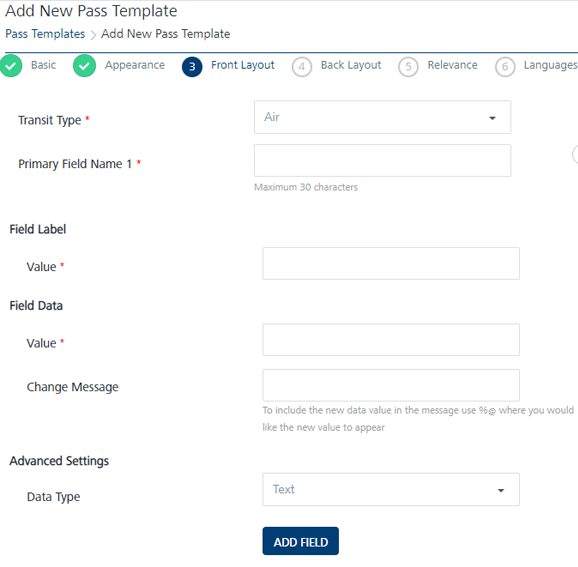 Add New Pass Template
Pass Templates > Add New Pass Template
Basic Appearance 3 Front Layout 4 Back Layout 5 Relevance 6 Languages
Transit Type * Air
Primary Field Name 1 *
Maximum 30 characters
Field Label
Value *
Field Data
Value *
Change Message
To include the new data value in the message use %@ where you would
like the new value to appear
Advanced Settings
Data Type Text
ADD FIELD